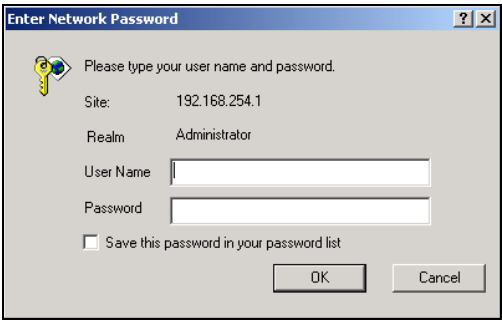 Enter Network Password
Please type your user name and password.
Site: 192.168.254.1
Realm Administrator
User Name
Password
Save this password in your password list
OK Cancel